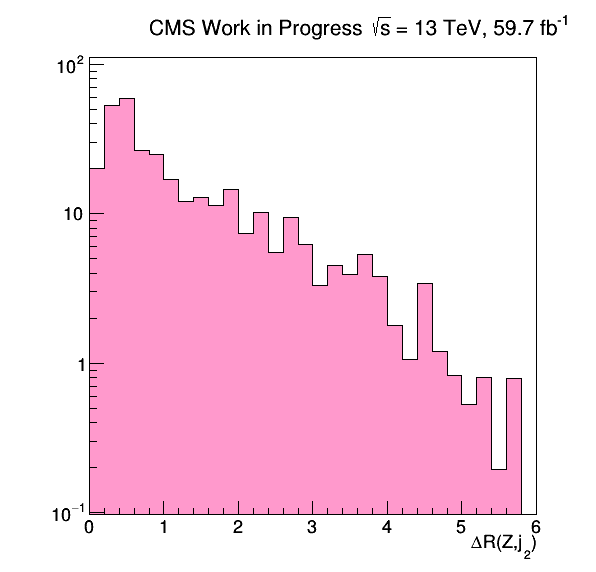 CMS Work in Progress √s = 13 TeV, 59.7 fb⁻¹
10²
10
1
10⁻¹
0 1 2 3 4 5 6
ΔR(Z,j₂)